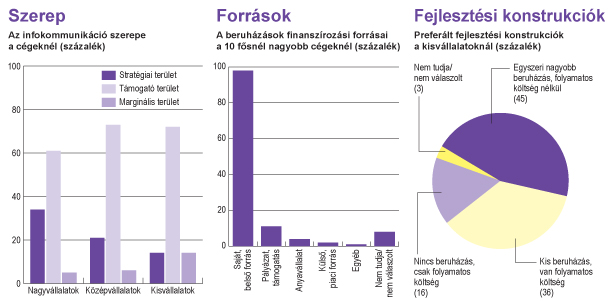 Szerep
Az infokommunikáció szerepe
a cégeknél (százalék)
100
80
60
40
20
0
Stratégiai terület
Támogató terület
Marginális terület
Nagyvállalatok
Középvállalatok
Kisvállalatok
Források
A beruházások finanszírozási forrásai
a 10 fősnél nagyobb cégeknél (százalék)
100
80
60
40
20
0
Saját,
belső forrás
Pályázat,
támogatás
Anyavállalat
Külső,
piaci forrás
Egyéb
Nem tudja/
nem válaszolt
Fejlesztési konstrukciók
Preferált fejlesztési konstrukciók
a kisvállalatoknál (százalék)
Nem tudja/
nem válaszolt
(3)
Egyszeri nagyobb
beruházás, folyamatos
költség nélkül
(45)
Nincs beruházás,
csak folyamatos
költség
(16)
Kis beruházás,
van folyamatos
költség
(36)